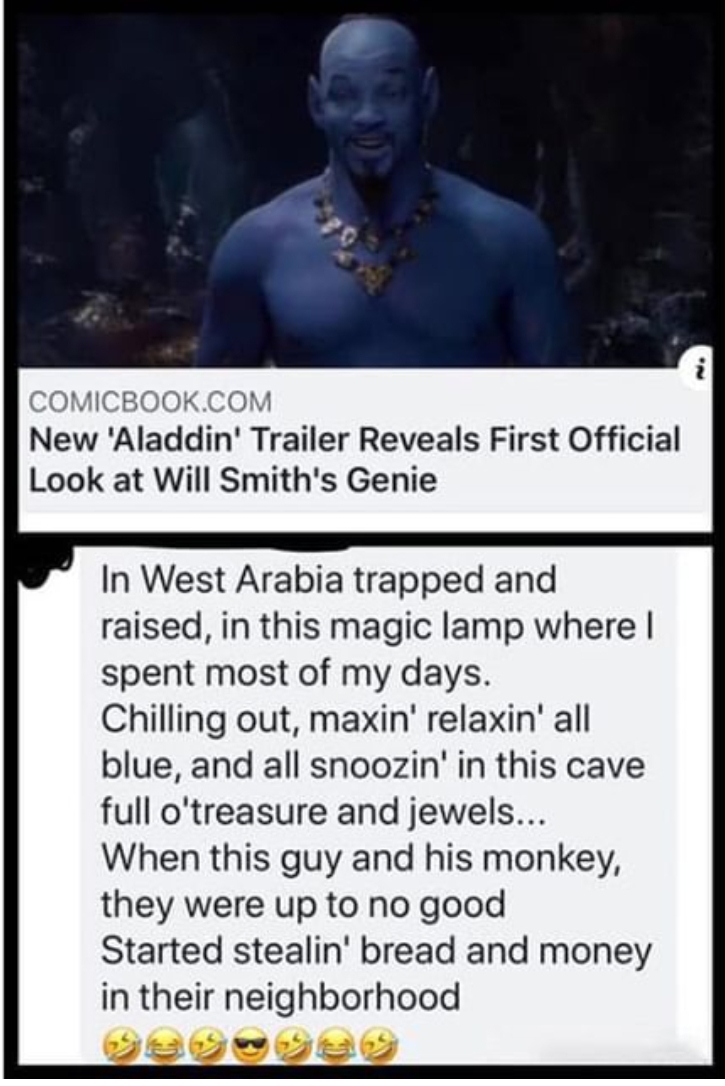 COMICBOOK.COM
New 'Aladdin' Trailer Reveals First Official
Look at Will Smith's Genie
i
In West Arabia trapped and
raised, in this magic lamp where I
spent most of my days.
Chilling out, maxin' relaxin' all
blue, and all snoozin' in this cave
full o'treasure and jewels...
When this guy and his monkey,
they were up to no good
Started stealin' bread and money
in their neighborhood
🤣😂🤣😎🤣😂🤣